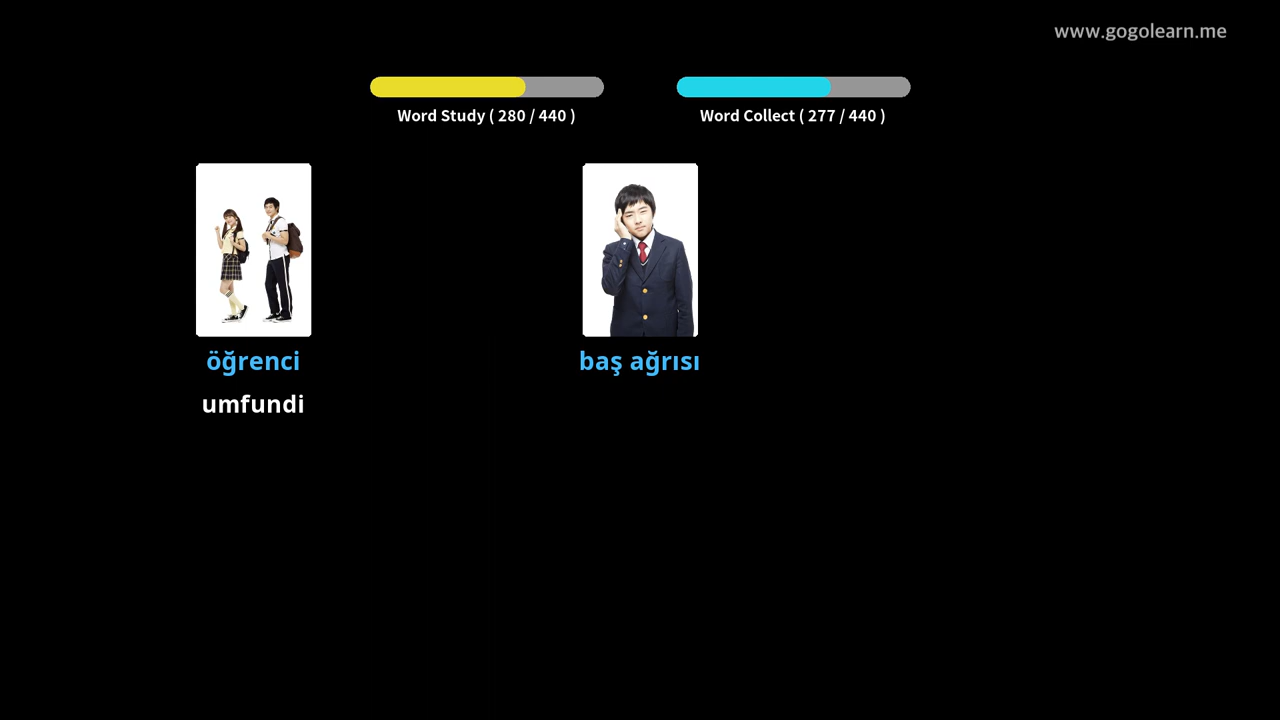 www.gogolearn.me
Word Study ( 280 / 440 )
Word Collect ( 277 / 440 )
öğrenci
umfundi
baş ağrısı